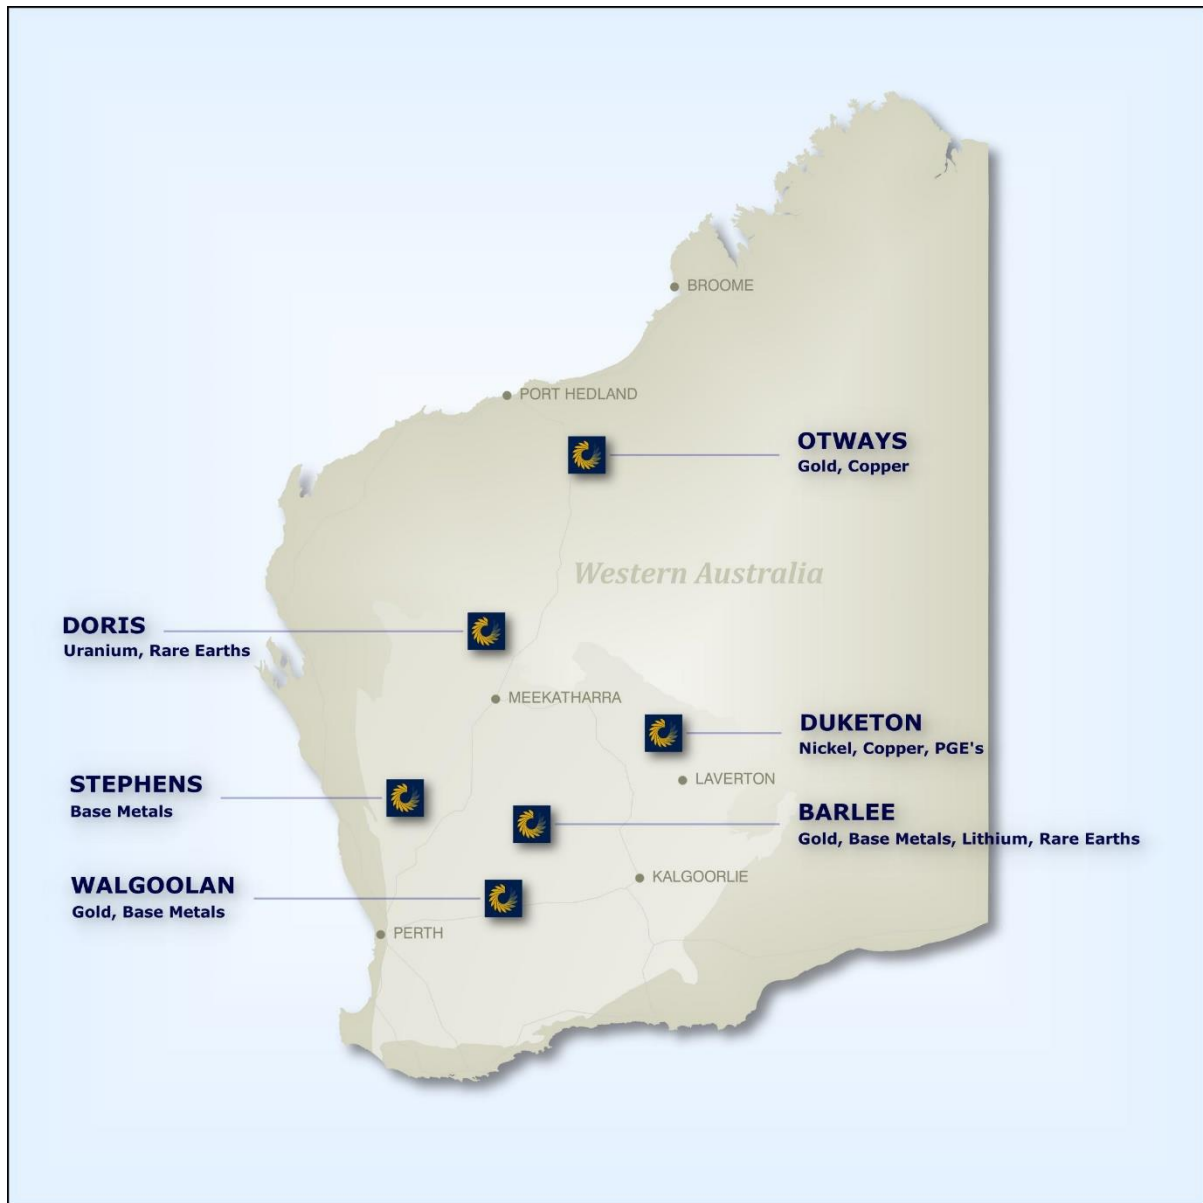 BROOME
PORT HEDLAND
OTWAYS
Gold, Copper
Western Australia
DORIS
Uranium, Rare Earths
MEEKATHARRA
DUKETON
Nickel, Copper, PGE's
LAVERTON
STEPHENS
Base Metals
BARLEE
Gold, Base Metals, Lithium, Rare Earths
KALGOORLIE
WALGOOLAN
Gold, Base Metals
PERTH